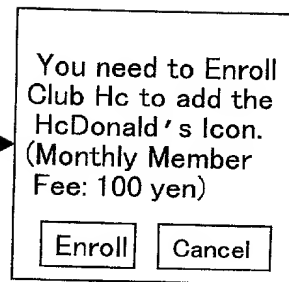 You need to Enroll
Club Hc to add the
HcDonald's Icon.
(Monthly Member
Fee: 100 yen)
Enroll Cancel